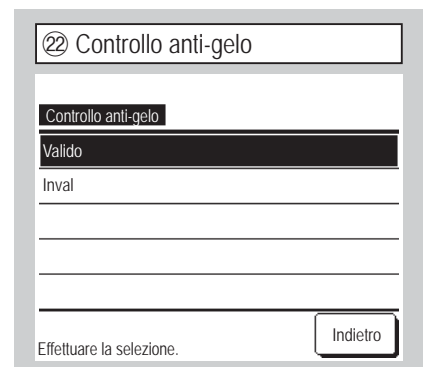 ㉒ Controllo anti-gelo
Controllo anti-gelo
Valido
Inval
Effettuare la selezione.
Indietro